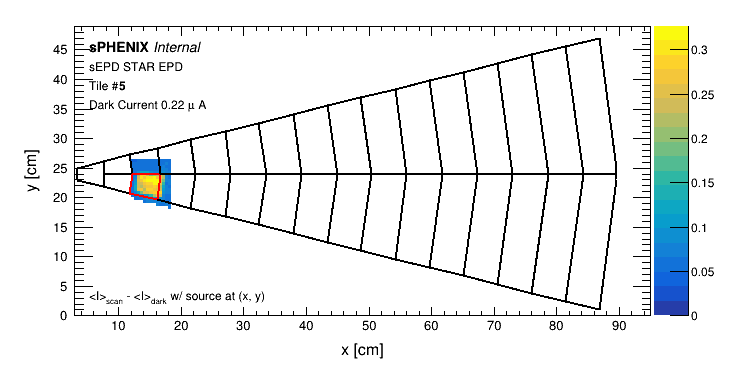 sPHENIX Internal
sEPD STAR EPD
Tile #5
Dark Current 0.22 μ A
<I>scan - <I>dark w/ source at (x, y)
y [cm]
45
40
35
30
25
20
15
10
5
0
10 20 30 40 50 60 70 80 90
x [cm]
0.3
0.25
0.2
0.15
0.1
0.05
0